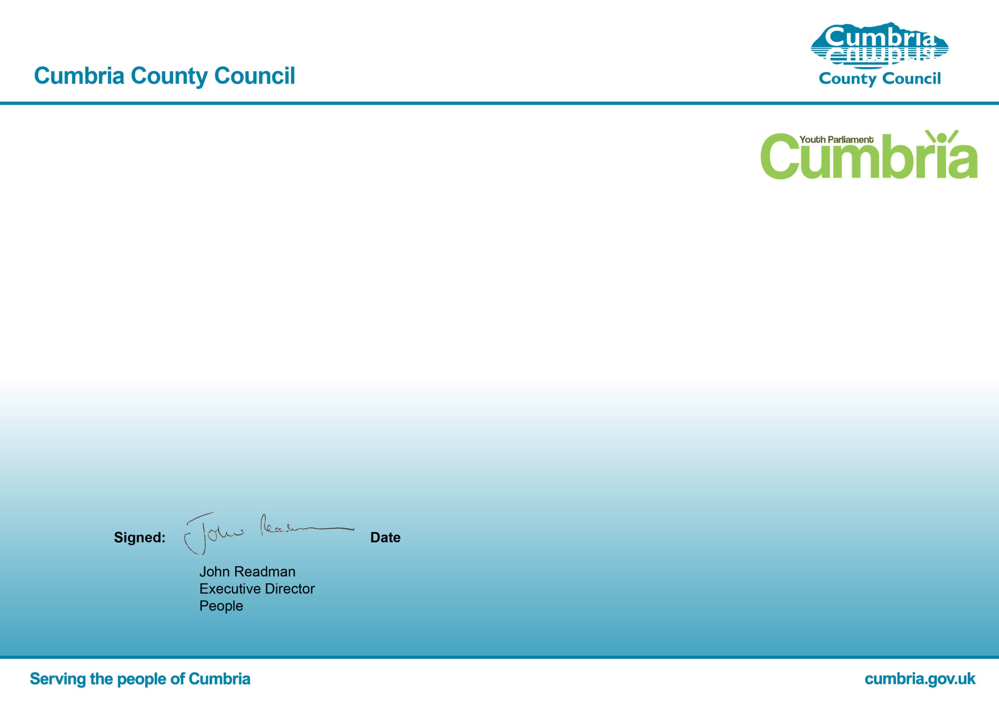 Cumbria
County Council
Cumbria County Council
Youth Parliament
Cumbria
Signed: John Readman Date
John Readman
Executive Director
People
Serving the people of Cumbria
cumbria.gov.uk